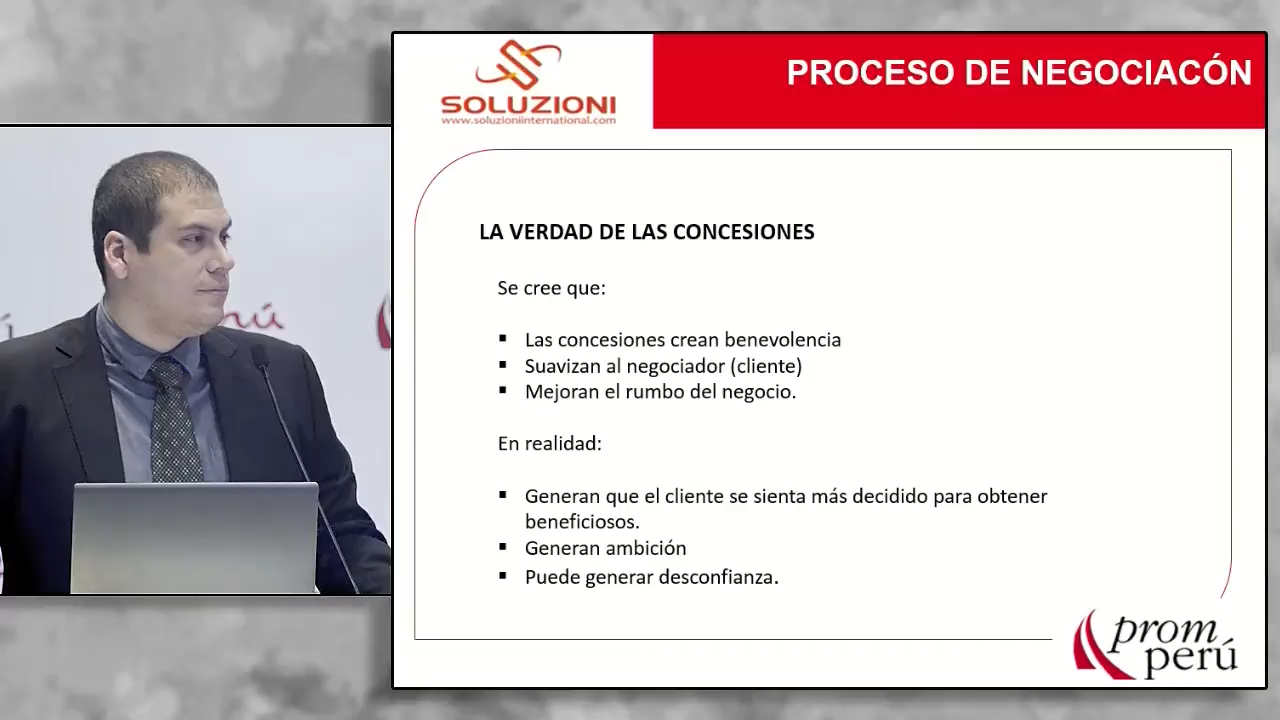 SOLUZIONI
www.soluzioniinternational.com
PROCESO DE NEGOCIACÓN
LA VERDAD DE LAS CONCESIONES
Se cree que:
▪ Las concesiones crean benevolencia
▪ Suavizan al negociador (cliente)
▪ Mejoran el rumbo del negocio.
En realidad:
▪ Generan que el cliente se sienta más decidido para obtener
beneficiosos.
▪ Generan ambición
▪ Puede generar desconfianza.
prom
perú